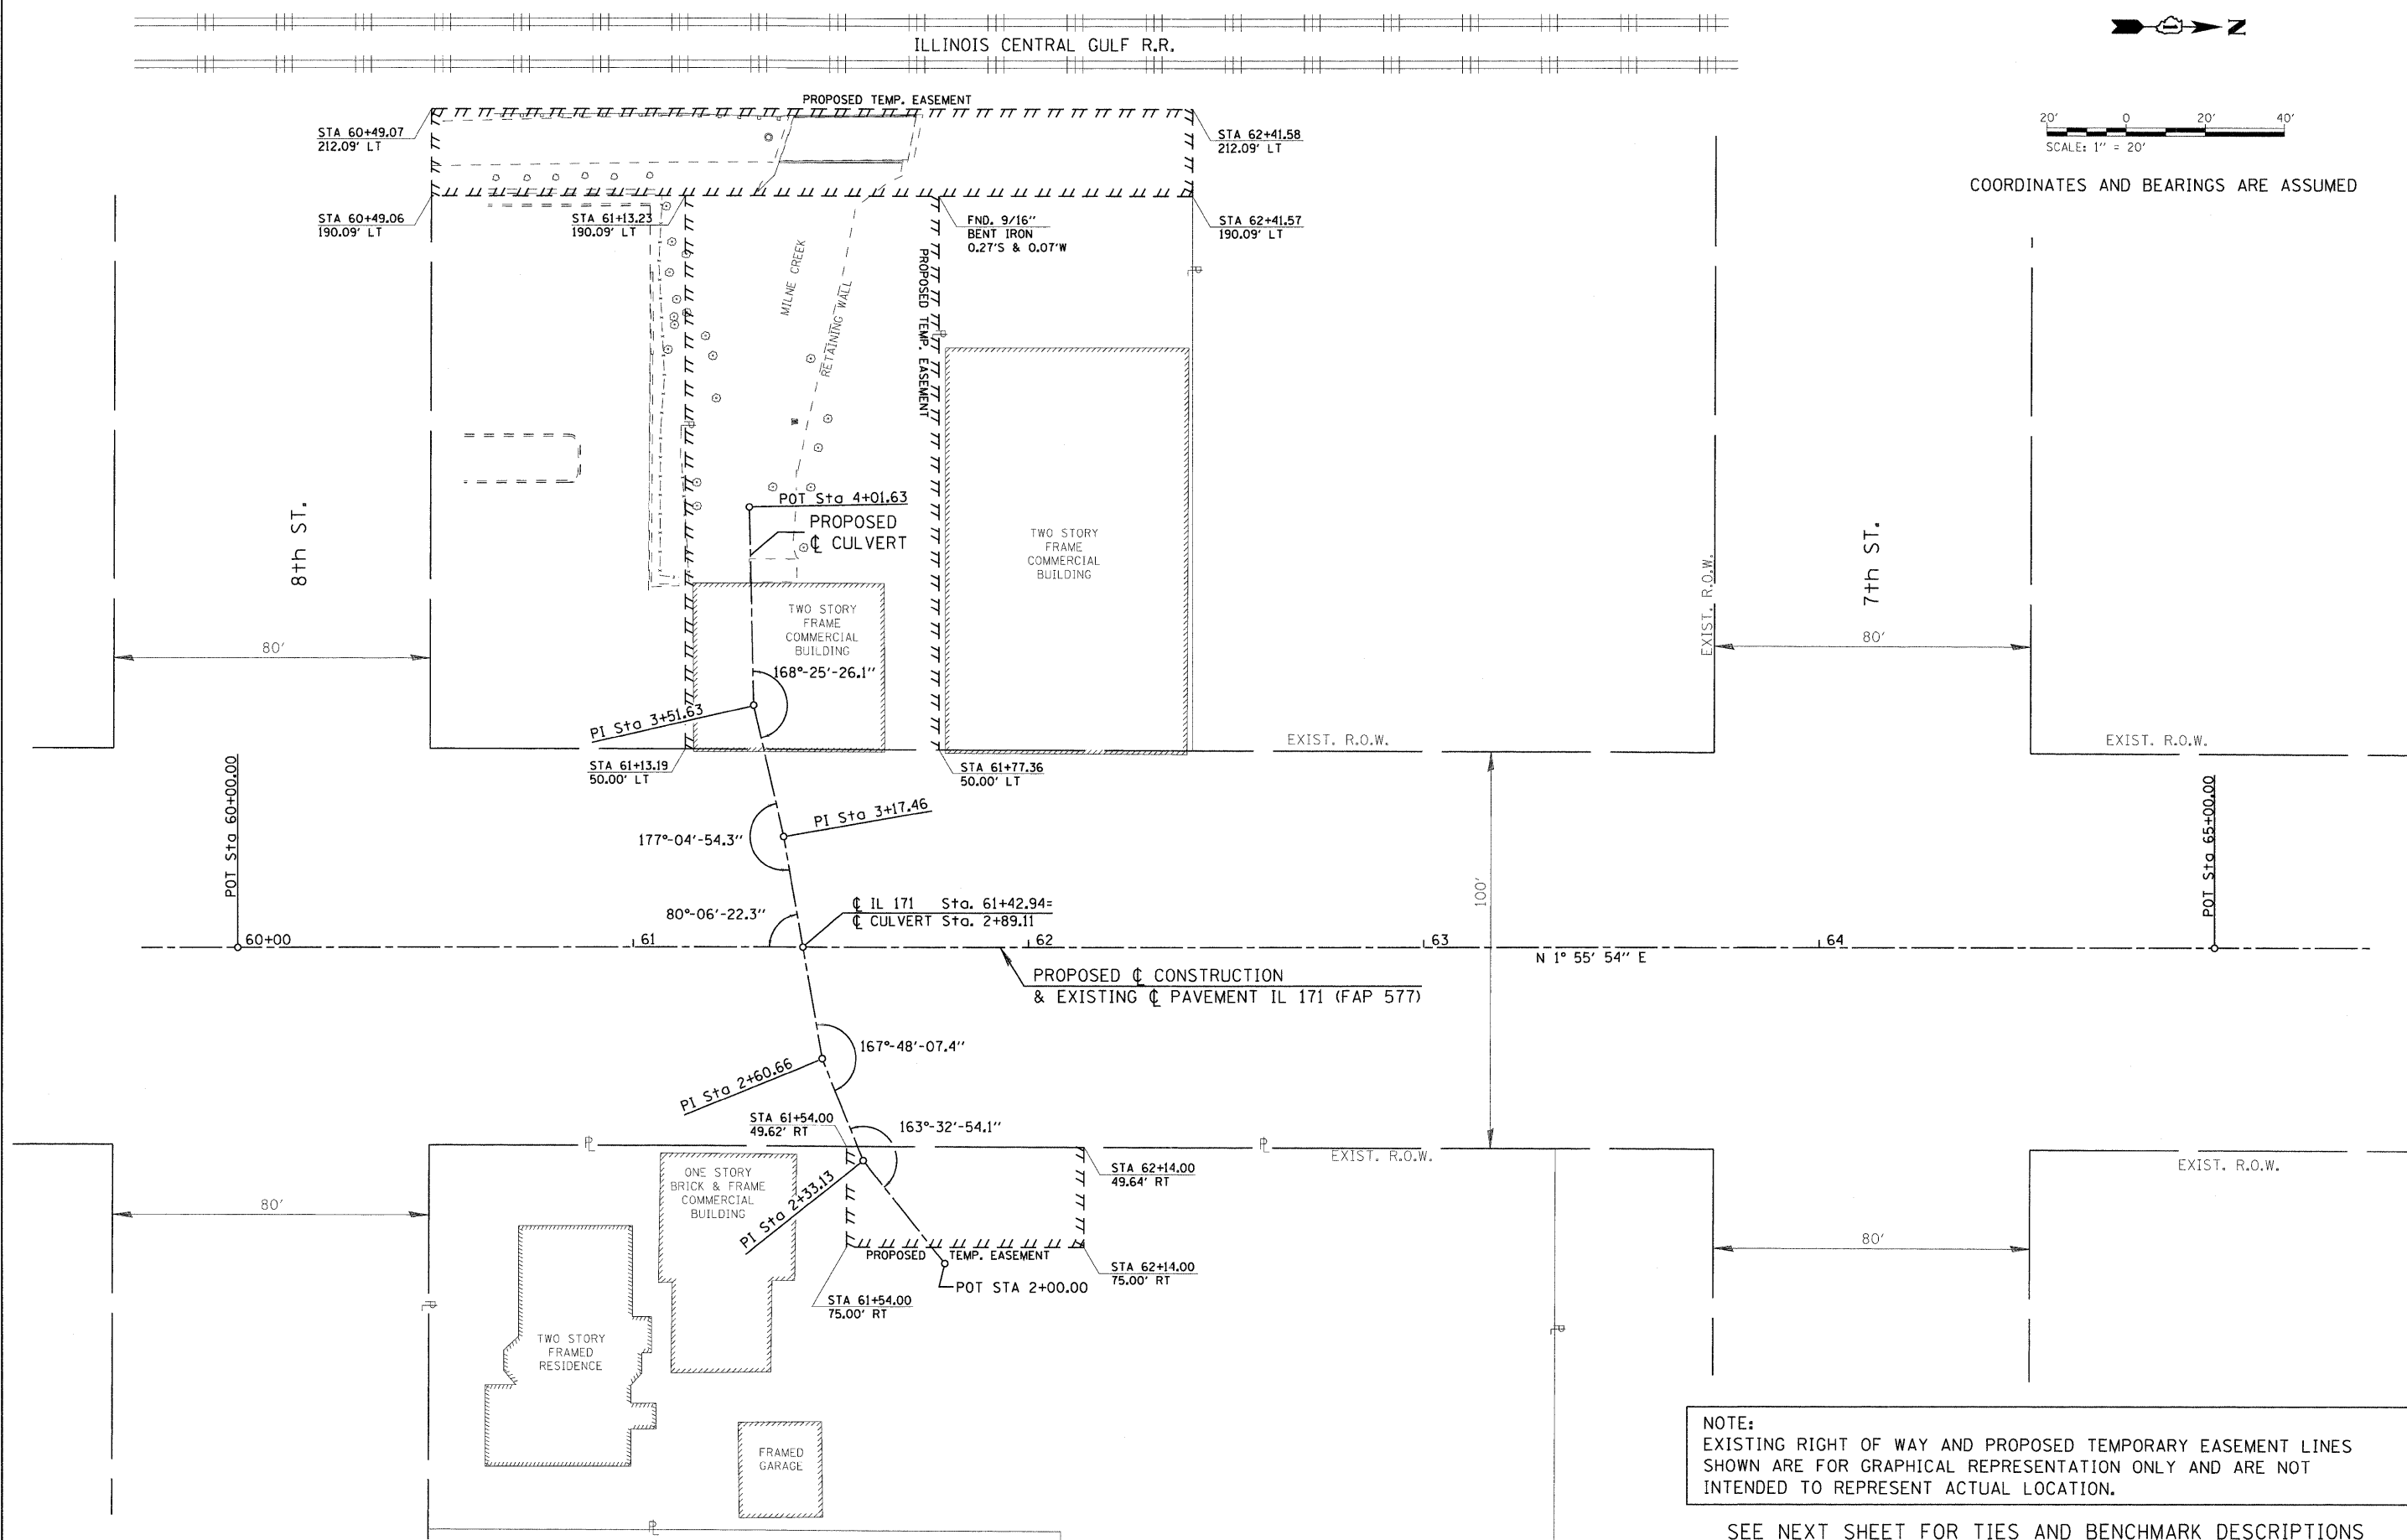 ILLINOIS CENTRAL GULF R.R.
N
20' 0 20' 40'
SCALE: 1" = 20'
COORDINATES AND BEARINGS ARE ASSUMED
PROPOSED TEMP. EASEMENT
STA 60+49.07
212.09' LT
STA 62+41.58
212.09' LT
STA 60+49.06
190.09' LT
STA 61+13.23
190.09' LT
FND. 9/16"
BENT IRON
0.27'S & 0.07'W
STA 62+41.57
190.09' LT
MILNE CREEK
RETAINING WALL
PROPOSED TEMP. EASEMENT
8th ST.
7th ST.
EXIST. R.O.W.
POT Sta 4+01.63
PROPOSED
℄ CULVERT
TWO STORY
FRAME
COMMERCIAL
BUILDING
TWO STORY
FRAME
COMMERCIAL
BUILDING
80'
80'
168°-25'-26.1"
PI Sta 3+51.63
STA 61+13.19
50.00' LT
STA 61+77.36
50.00' LT
EXIST. R.O.W.
EXIST. R.O.W.
POT Sta 60+00.00
POT Sta 65+00.00
PI Sta 3+17.46
177°-04'-54.3"
80°-06'-22.3"
℄ IL 171 Sta. 61+42.94=
℄ CULVERT Sta. 2+89.11
100'
60+00
61
62
63
64
N 1° 55' 54" E
PROPOSED ℄ CONSTRUCTION
& EXISTING ℄ PAVEMENT IL 171 (FAP 577)
167°-48'-07.4"
PI Sta 2+60.66
STA 61+54.00
49.62' RT
163°-32'-54.1"
PI Sta 2+33.13
PL
PL
EXIST. R.O.W.
EXIST. R.O.W.
STA 62+14.00
49.64' RT
ONE STORY
BRICK & FRAME
COMMERCIAL
BUILDING
80'
80'
PROPOSED TEMP. EASEMENT
STA 62+14.00
75.00' RT
POT STA 2+00.00
STA 61+54.00
75.00' RT
PL
PL
TWO STORY
FRAMED
RESIDENCE
FRAMED
GARAGE
PL
NOTE:
EXISTING RIGHT OF WAY AND PROPOSED TEMPORARY EASEMENT LINES
SHOWN ARE FOR GRAPHICAL REPRESENTATION ONLY AND ARE NOT
INTENDED TO REPRESENT ACTUAL LOCATION.
SEE NEXT SHEET FOR TIES AND BENCHMARK DESCRIPTIONS